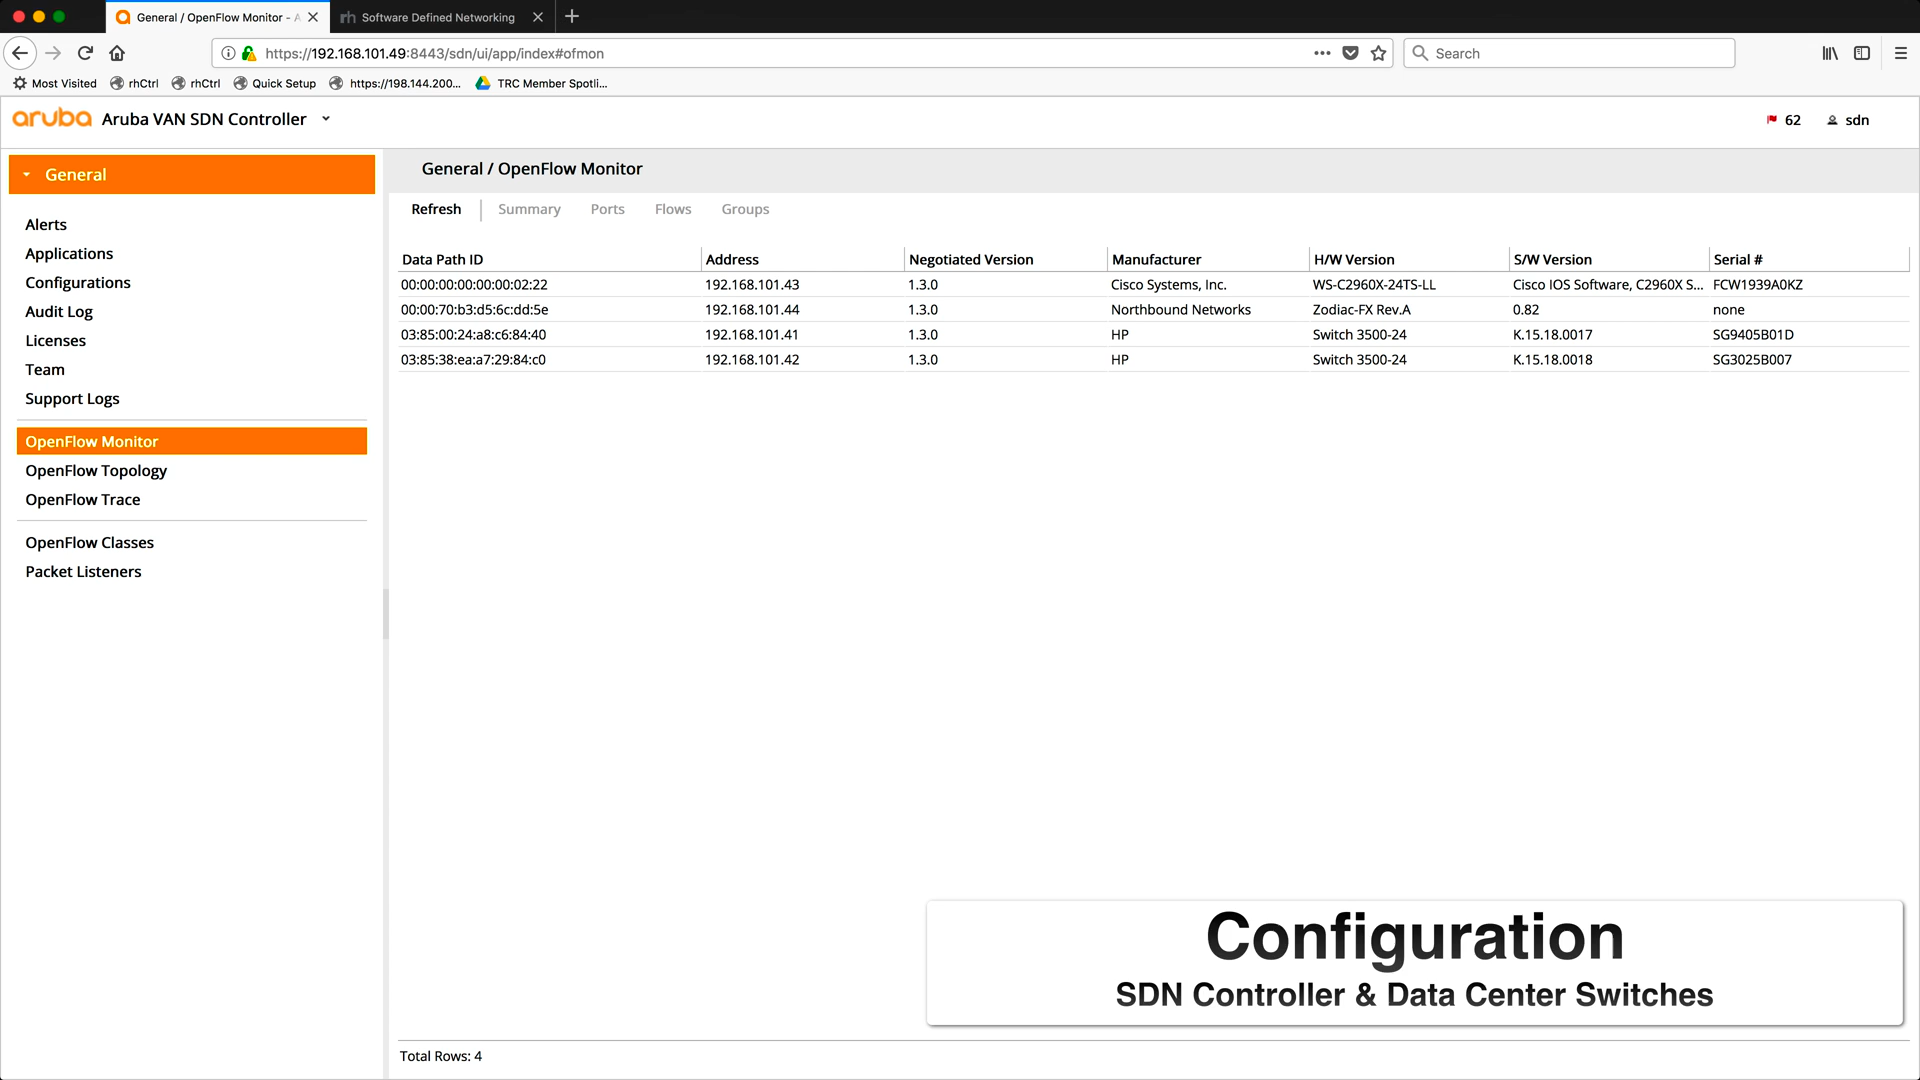 General / OpenFlow Monitor - A
rh Software Defined Networking
https://192.168.101.49:8443/sdn/ui/app/index#ofmon
Search
Most Visited
rhCtrl
rhCtrl
Quick Setup
https://198.144.200...
TRC Member Spotli...
aruba Aruba VAN SDN Controller
62
sdn
General
Alerts
Applications
Configurations
Audit Log
Licenses
Team
Support Logs
OpenFlow Monitor
OpenFlow Topology
OpenFlow Trace
OpenFlow Classes
Packet Listeners
General / OpenFlow Monitor
Refresh Summary Ports Flows Groups
Data Path ID Address Negotiated Version Manufacturer H/W Version S/W Version Serial #
00:00:00:00:00:00:02:22 192.168.101.43 1.3.0 Cisco Systems, Inc. WS-C2960X-24TS-LL Cisco IOS Software, C2960X S... FCW1939A0KZ
00:00:70:b3:d5:6c:dd:5e 192.168.101.44 1.3.0 Northbound Networks Zodiac-FX Rev.A 0.82 none
03:85:00:24:a8:c6:84:40 192.168.101.41 1.3.0 HP Switch 3500-24 K.15.18.0017 SG9405B01D
03:85:38:ea:a7:29:84:c0 192.168.101.42 1.3.0 HP Switch 3500-24 K.15.18.0018 SG3025B007
Configuration
SDN Controller & Data Center Switches
Total Rows: 4